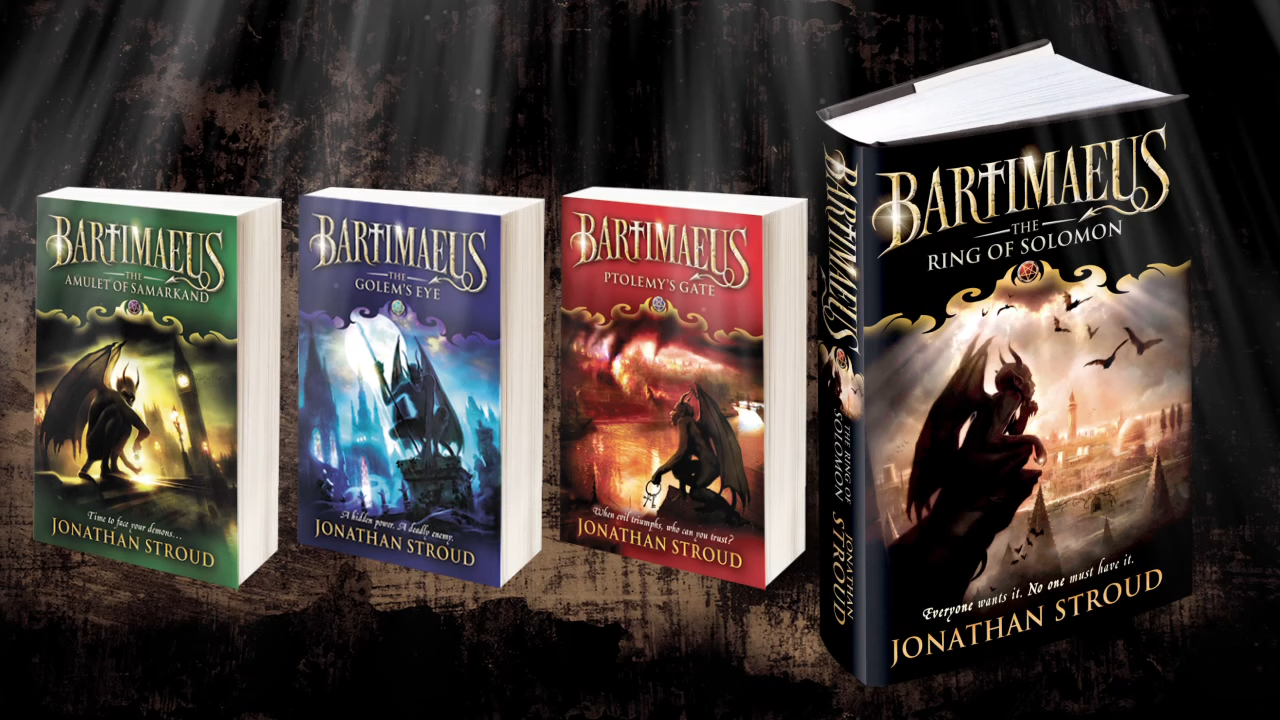 BARTIMAEUS
THE
AMULET OF SAMARKAND
Time to face your demons...
JONATHAN STROUD
BARTIMAEUS
THE
GOLEM'S EYE
A hidden power. A deadly enemy.
JONATHAN STROUD
BARTIMAEUS
PTOLEMY'S GATE
When evil triumphs, who can you trust?
JONATHAN STROUD
BARTIMAEUS
THE RING OF
SOLOMON
JONATHAN
STROUD
BARTIMAEUS
THE
RING OF SOLOMON
Everyone wants it. No one must have it.
JONATHAN STROUD